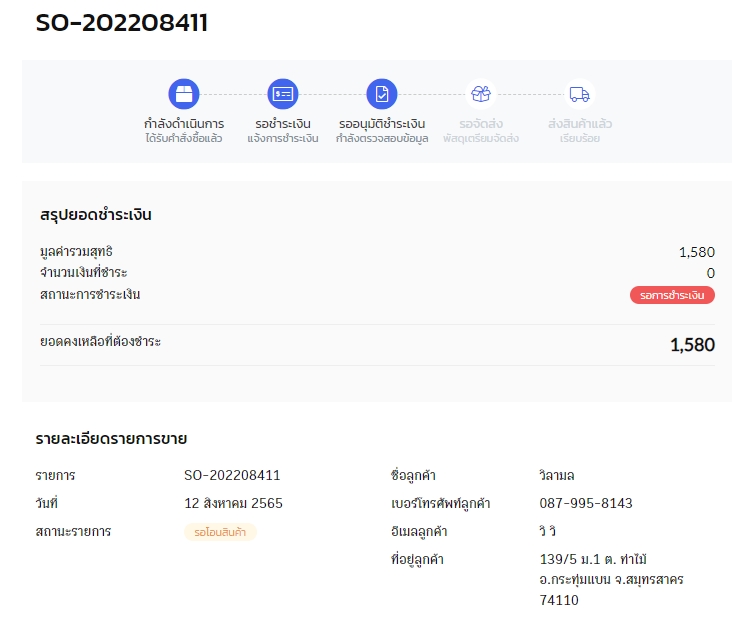 SO-202208411
กำลังดำเนินการ
ได้รับคำสั่งซื้อแล้ว
รอชำระเงิน
แจ้งการชำระเงิน
รออนุมัติชำระเงิน
กำลังตรวจสอบข้อมูล
รอจัดส่ง
พัสดุเตรียมจัดส่ง
ส่งสินค้าแล้ว
เรียบร้อย
สรุปยอดชำระเงิน
มูลค่ารวมสุทธิ 1,580
จำนวนเงินที่ชำระ 0
สถานะการชำระเงิน รอการชำระเงิน
ยอดคงเหลือที่ต้องชำระ 1,580
รายละเอียดรายการขาย
รายการ SO-202208411
วันที่ 12 สิงหาคม 2565
สถานะรายการ รอโอนสินค้า
ชื่อลูกค้า วิลามล
เบอร์โทรศัพท์ลูกค้า 087-995-8143
อีเมลลูกค้า วิ วิ
ที่อยู่ลูกค้า 139/5 ม.1 ต. ท่าไม้
อ.กระทุ่มแบน จ.สมุทรสาคร
74110